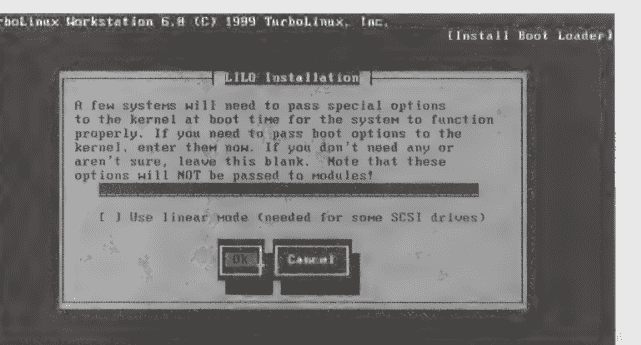 rboLinux Workstation 6.0 (C) 1999 TurboLinux, Inc.
(Install Boot Loader)
LILO Installation
A few systems will need to pass special options
to the kernel at boot time for the system to function
properly. If you need to pass boot options to the
kernel, enter them now. If you don't need any or
aren't sure, leave this blank. Note that these
options will NOT be passed to modules!
[ ] Use linear mode (needed for some SCSI drives)
Ok Cancel